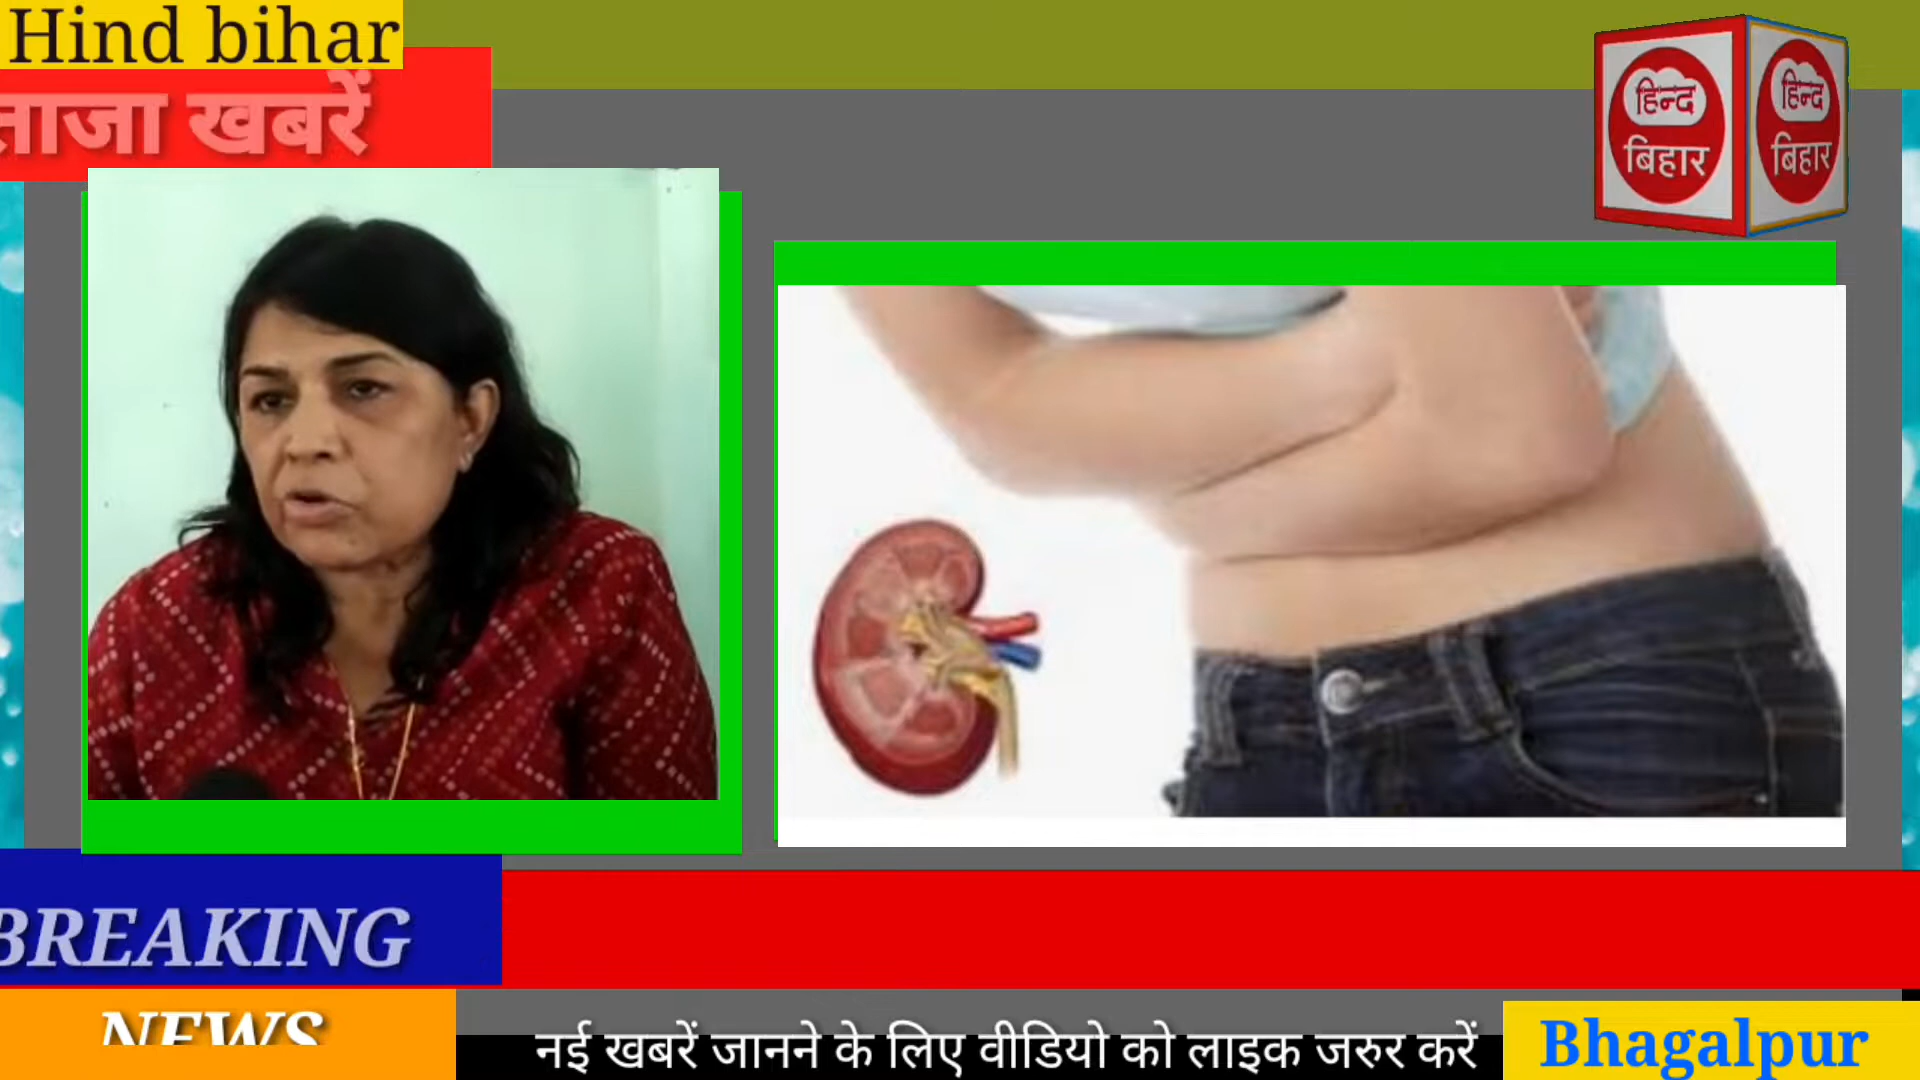 Hind bihar
ताजा खबरें
हिन्द
बिहार
हिन्द
बिहार
BREAKING
NEWS
नई खबरें जानने के लिए वीडियो को लाइक जरुर करें
Bhagalpur